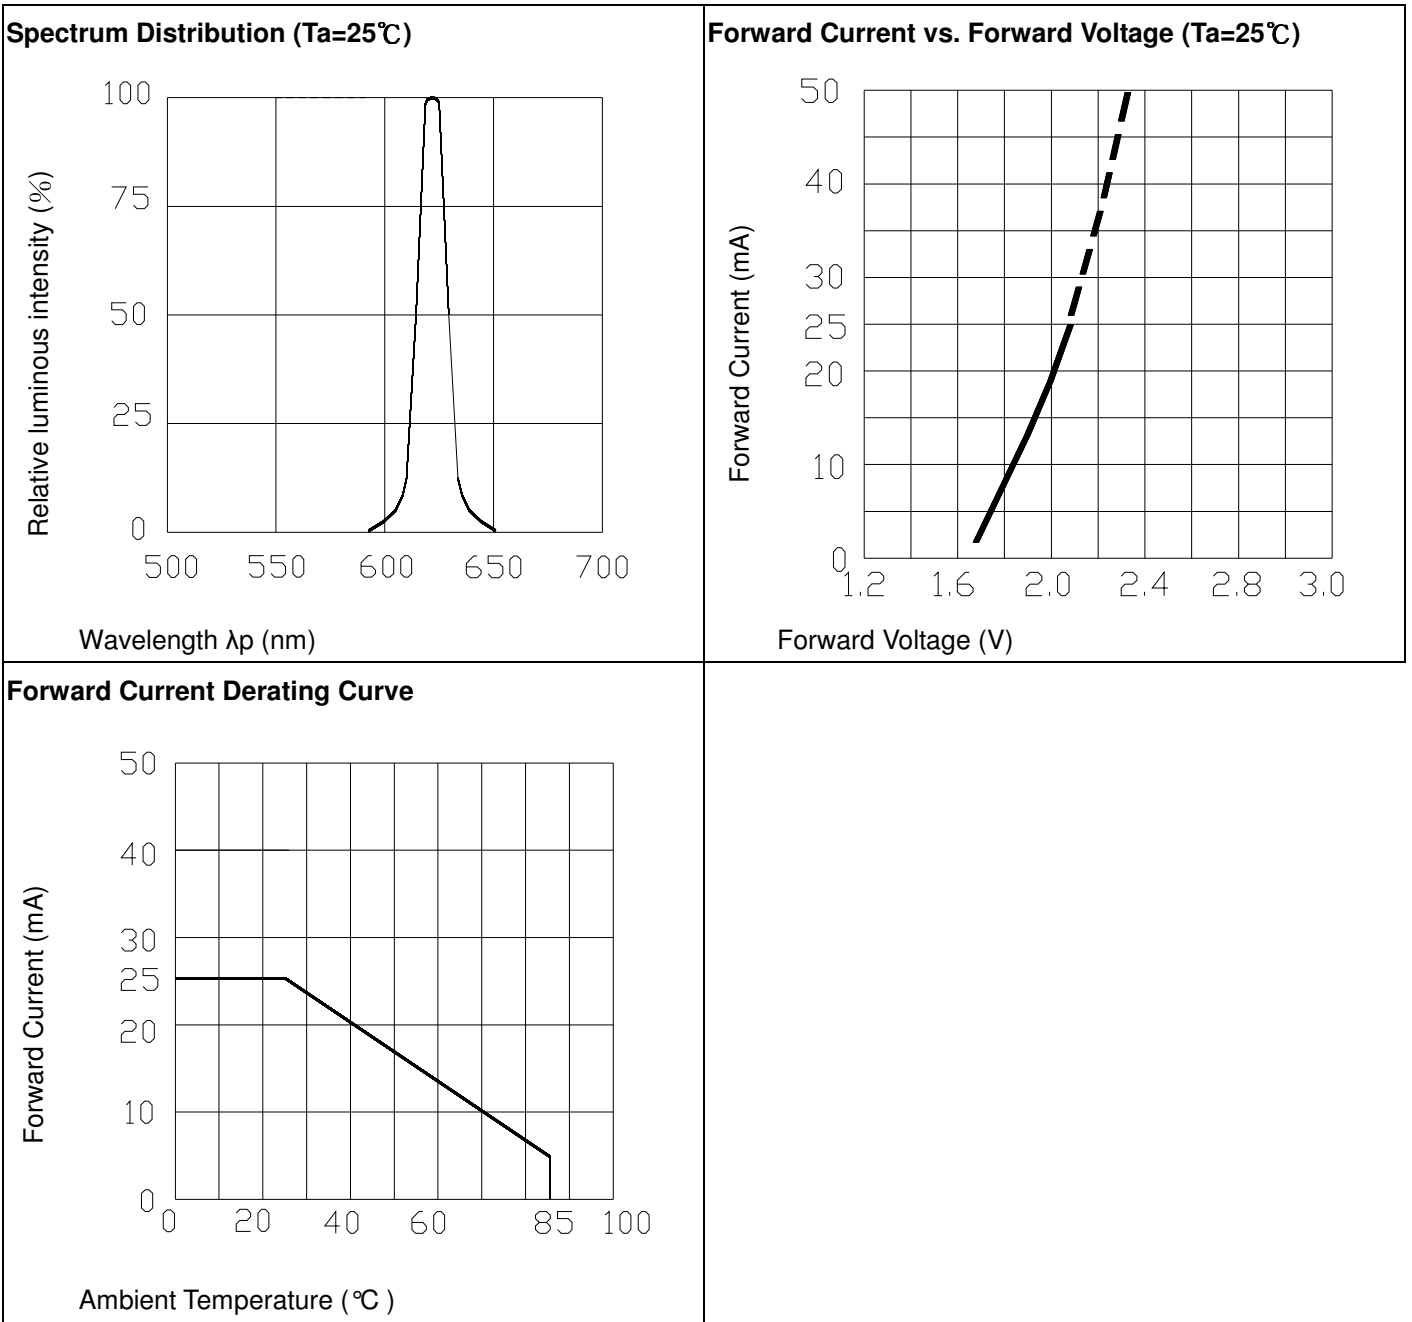 Spectrum Distribution (Ta=25℃)
Relative luminous intensity (%)
100
75
50
25
0
500 550 600 650 700
Wavelength λp (nm)
Forward Current vs. Forward Voltage (Ta=25℃)
Forward Current (mA)
50
40
30
25
20
10
0
1.2 1.6 2.0 2.4 2.8 3.0
Forward Voltage (V)
Forward Current Derating Curve
Forward Current (mA)
50
40
30
25
20
10
0
0 20 40 60 85 100
Ambient Temperature (℃ )